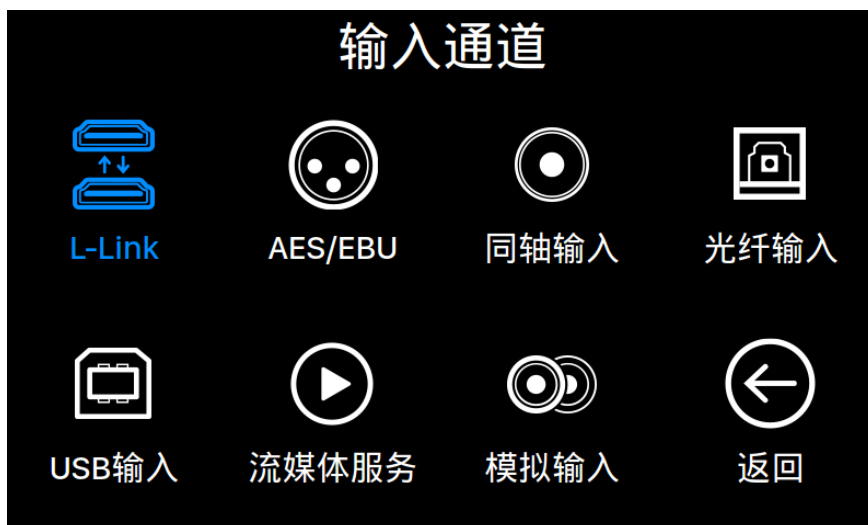 输入通道
L-Link
AES/EBU
同轴输入
光纤输入
USB输入
流媒体服务
模拟输入
返回